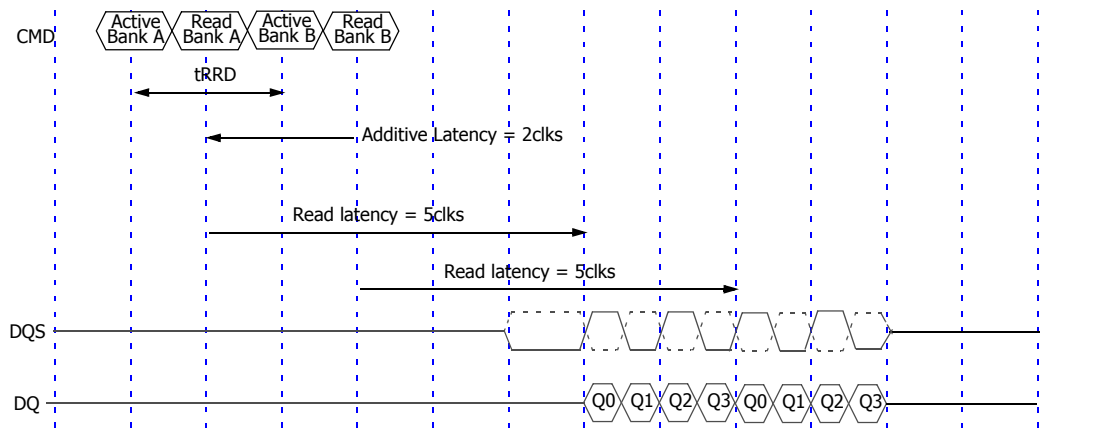 CMD
Active Bank A
Read Bank A
Active Bank B
Read Bank B
tRRD
Additive Latency = 2clks
Read latency = 5clks
Read latency = 5clks
DQS
DQ
Q0 Q1 Q2 Q3 Q0 Q1 Q2 Q3